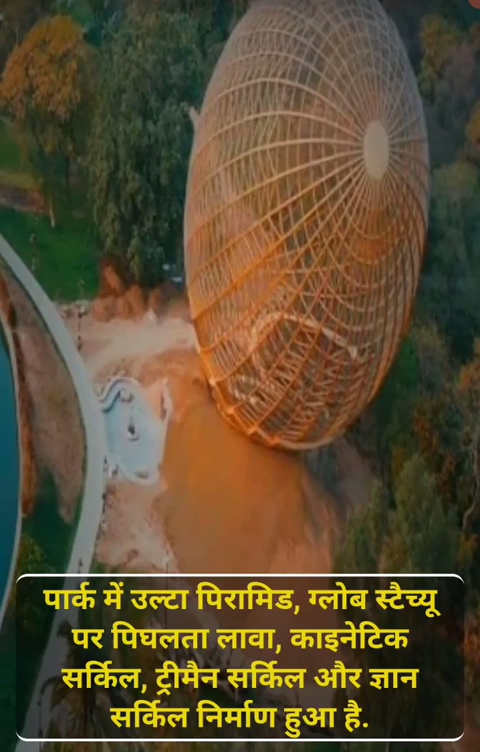 पार्क में उल्टा पिरामिड, ग्लोब स्टैच्यू
पर पिघलता लावा, काइनेटिक
सर्किल, ट्रीमैन सर्किल और ज्ञान
सर्किल निर्माण हुआ है.